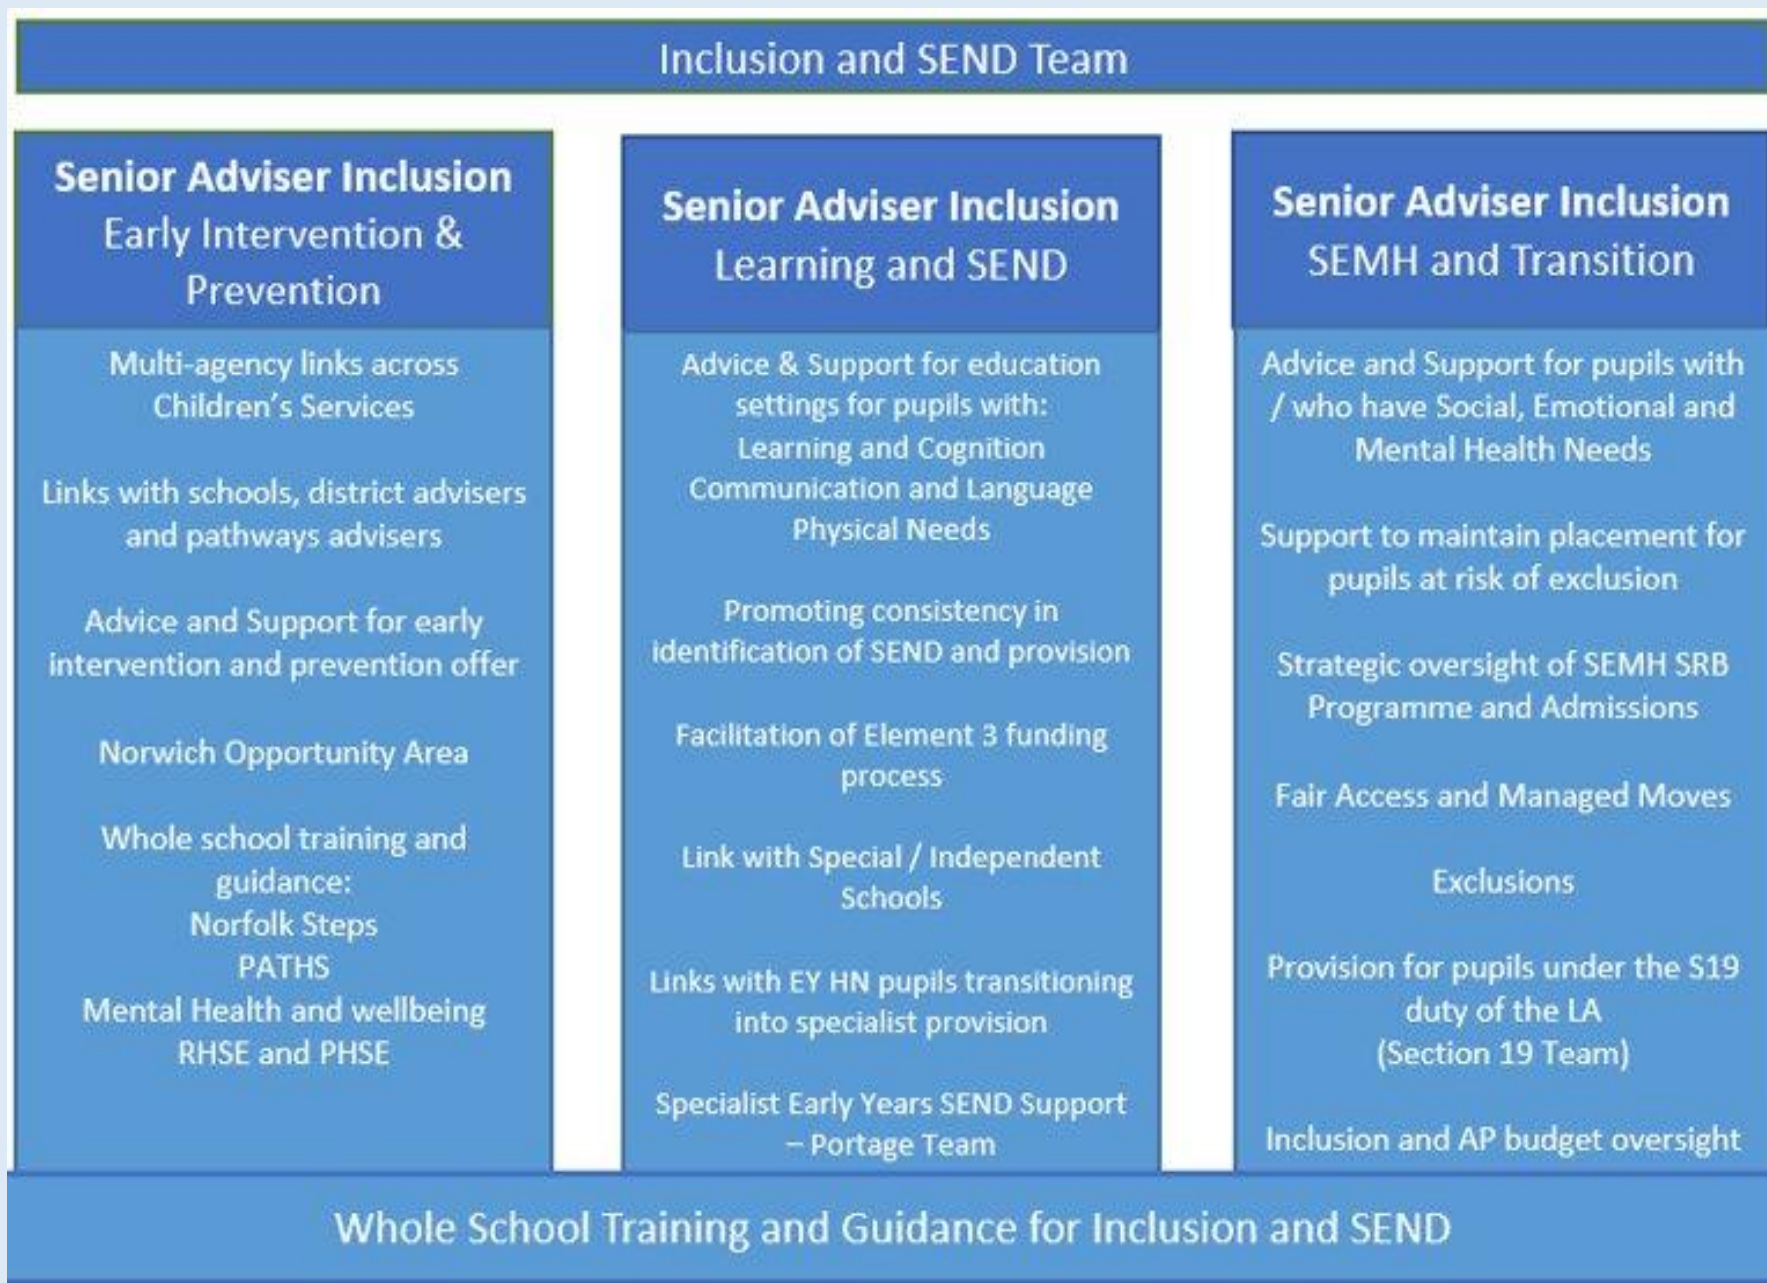 Inclusion and SEND Team
Senior Adviser Inclusion
Early Intervention &
Prevention
Multi-agency links across
Children's Services
Links with schools, district advisers
and pathways advisers
Advice and Support for early
intervention and prevention offer
Norwich Opportunity Area
Whole school training and
guidance:
Norfolk Steps
PATHS
Mental Health and wellbeing
RHSE and PHSE
Senior Adviser Inclusion
Learning and SEND
Advice & Support for education
settings for pupils with:
Learning and Cognition
Communication and Language
Physical Needs
Promoting consistency in
identification of SEND and provision
Facilitation of Element 3 funding
process
Link with Special / Independent
Schools
Links with EY HN pupils transitioning
into specialist provision
Specialist Early Years SEND Support
– Portage Team
Senior Adviser Inclusion
SEMH and Transition
Advice and Support for pupils with
/ who have Social, Emotional and
Mental Health Needs
Support to maintain placement for
pupils at risk of exclusion
Strategic oversight of SEMH SRB
Programme and Admissions
Fair Access and Managed Moves
Exclusions
Provision for pupils under the S19
duty of the LA
(Section 19 Team)
Inclusion and AP budget oversight
Whole School Training and Guidance for Inclusion and SEND